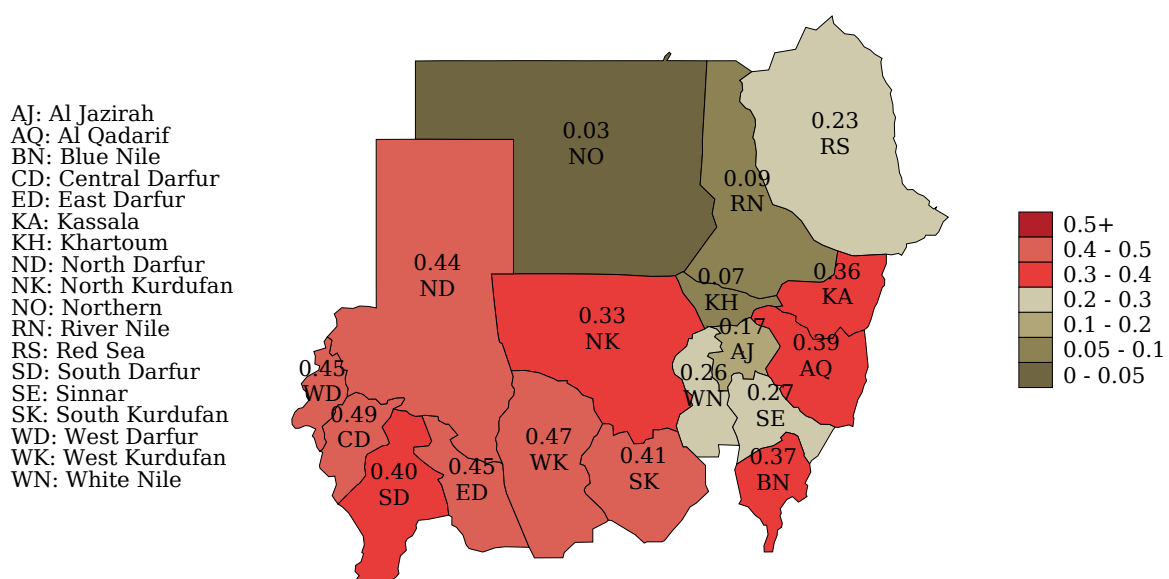 AJ: Al Jazirah
AQ: Al Qadarif
BN: Blue Nile
CD: Central Darfur
ED: East Darfur
KA: Kassala
KH: Khartoum
ND: North Darfur
NK: North Kurdufan
NO: Northern
RN: River Nile
RS: Red Sea
SD: South Darfur
SE: Sinnar
SK: South Kurdufan
WD: West Darfur
WK: West Kurdufan
WN: White Nile
0.03
NO
0.23
RS
0.09
RN
0.44
ND
0.07
KH
0.36
KA
0.33
NK
0.17
AJ
0.39
AQ
0.45
WD
0.26
WN
0.27
SE
0.49
CD
0.47
WK
0.41
SK
0.40
SD
0.45
ED
0.37
BN
0.5+
0.4 - 0.5
0.3 - 0.4
0.2 - 0.3
0.1 - 0.2
0.05 - 0.1
0 - 0.05